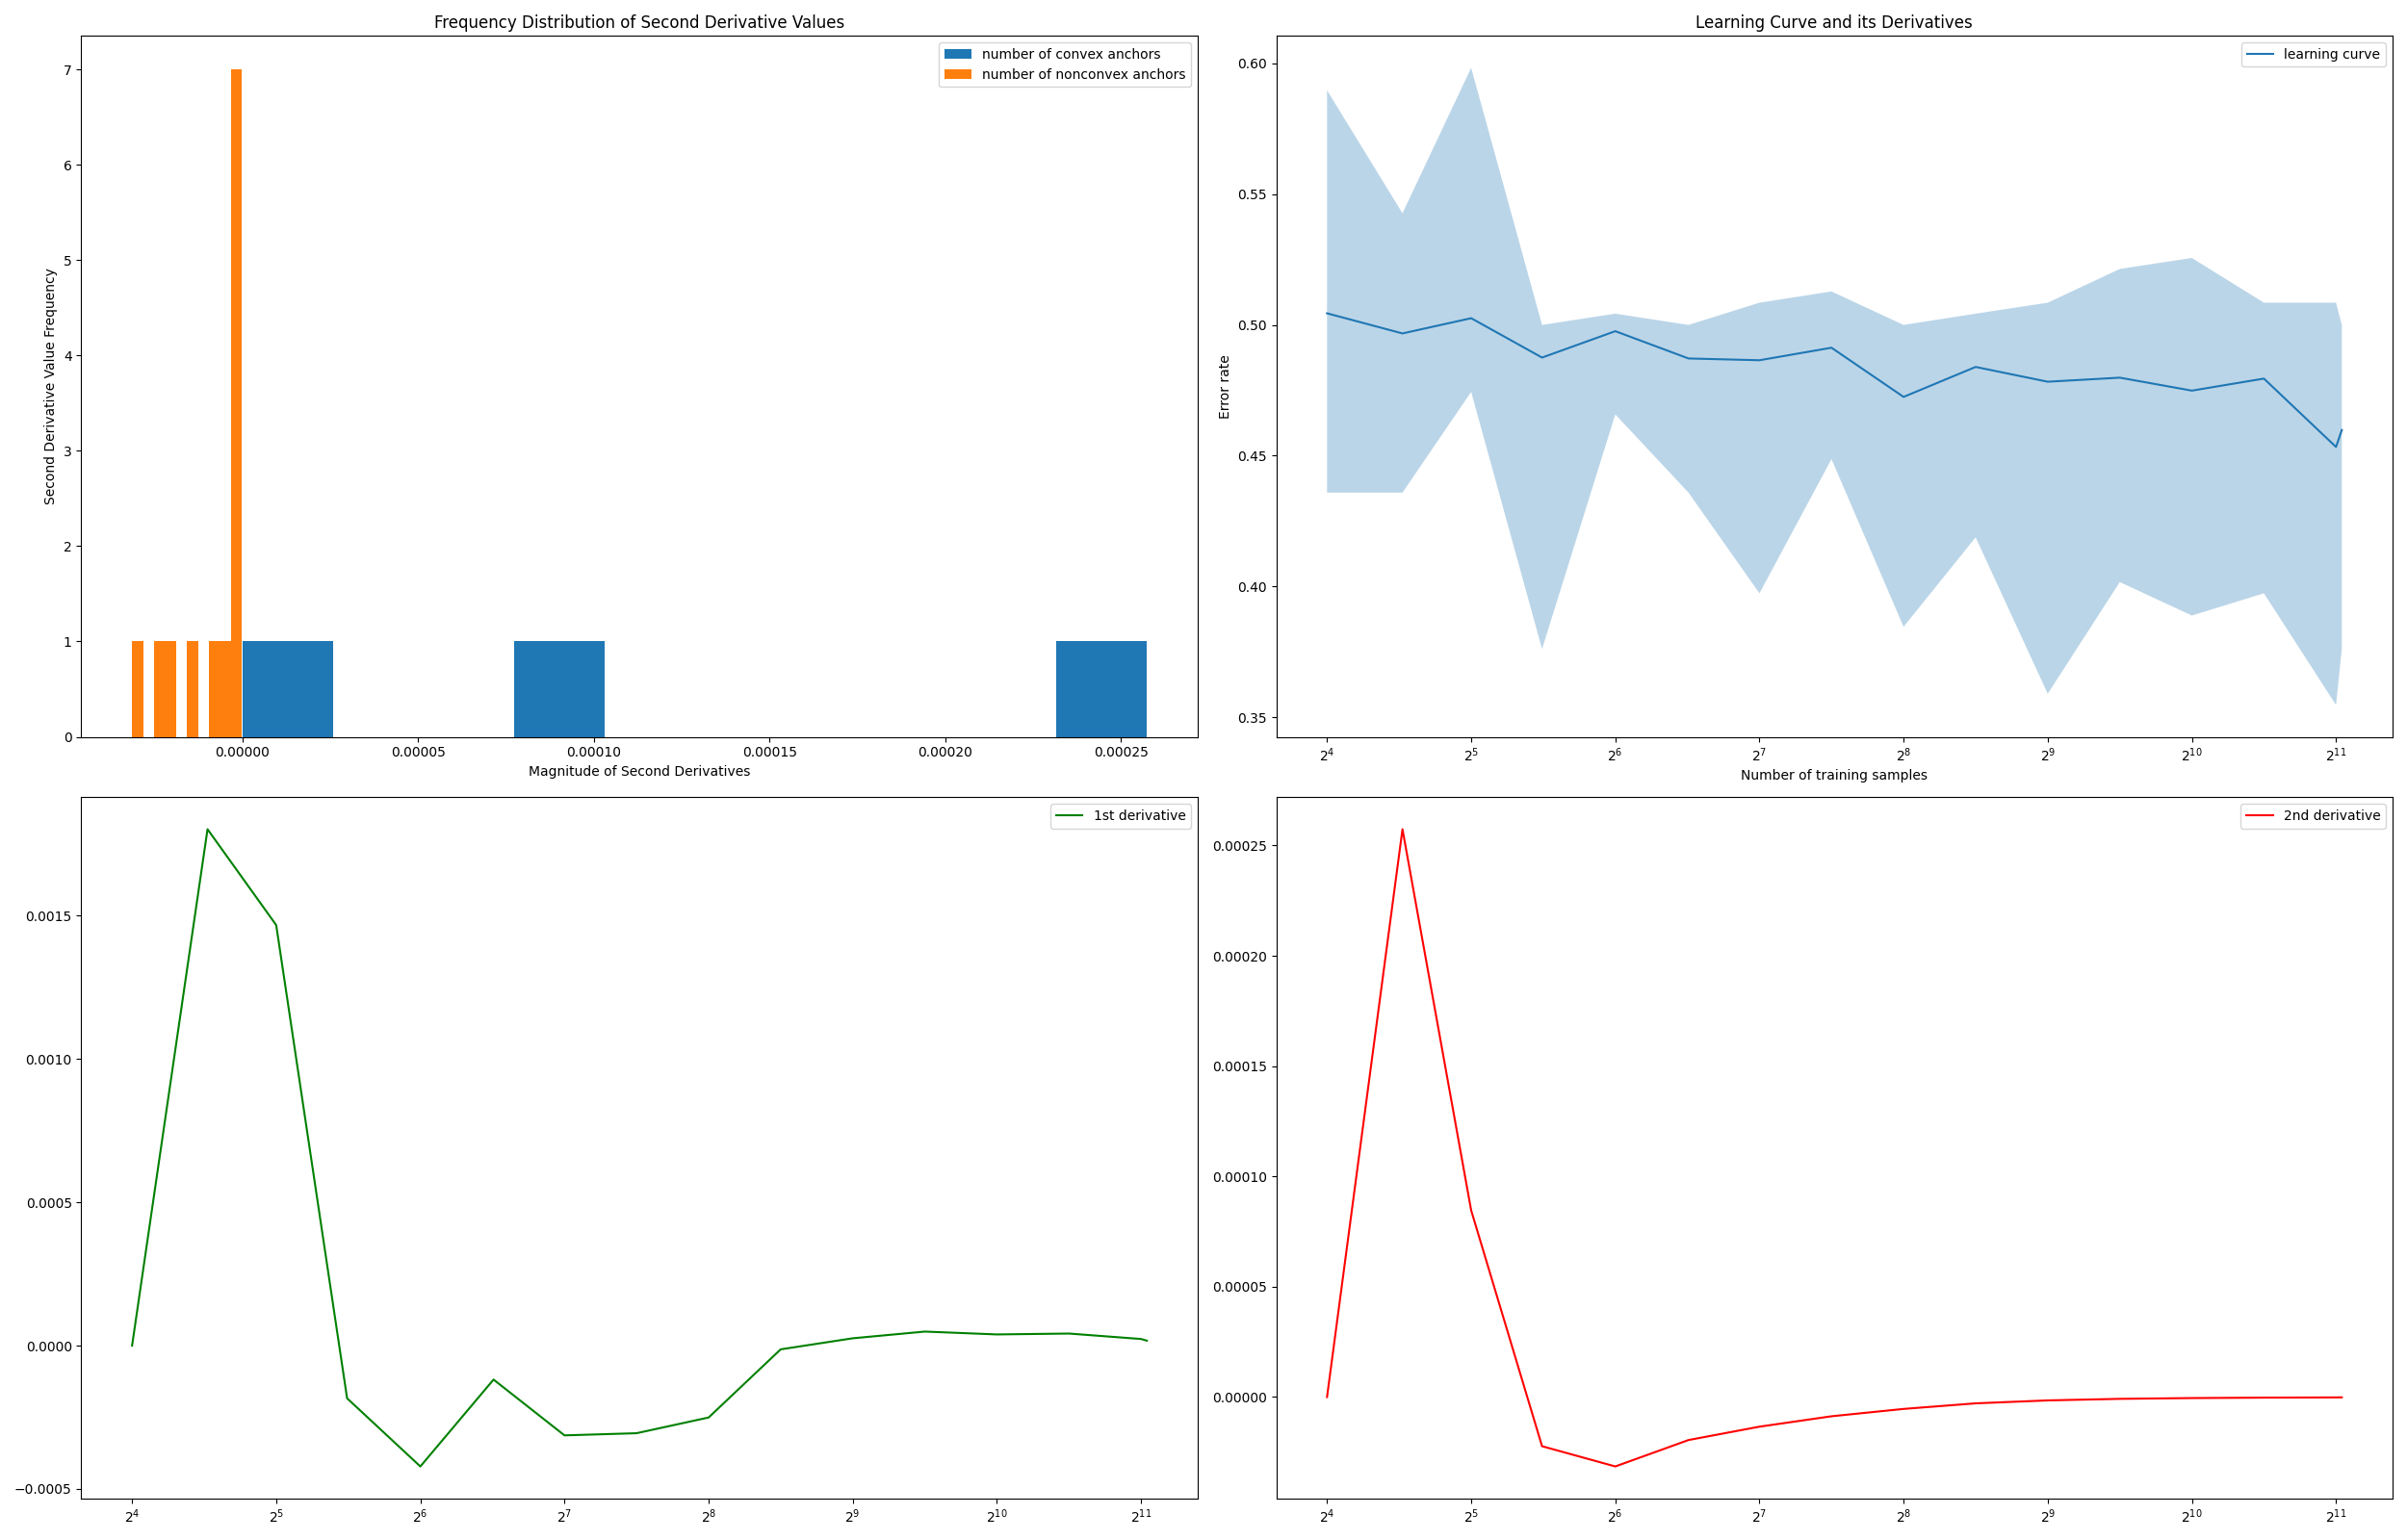 Frequency Distribution of Second Derivative Values
number of convex anchors
number of nonconvex anchors
Second Derivative Value Frequency
7
6
5
4
3
2
1
0
0.00000 0.00005 0.00010 0.00015 0.00020 0.00025
Magnitude of Second Derivatives
Learning Curve and its Derivatives
learning curve
Error rate
0.60
0.55
0.50
0.45
0.40
0.35
2⁴ 2⁵ 2⁶ 2⁷ 2⁸ 2⁹ 2¹⁰ 2¹¹
Number of training samples
1st derivative
0.0015
0.0010
0.0005
0.0000
−0.0005
2⁴ 2⁵ 2⁶ 2⁷ 2⁸ 2⁹ 2¹⁰ 2¹¹
2nd derivative
0.00025
0.00020
0.00015
0.00010
0.00005
0.00000
2⁴ 2⁵ 2⁶ 2⁷ 2⁸ 2⁹ 2¹⁰ 2¹¹